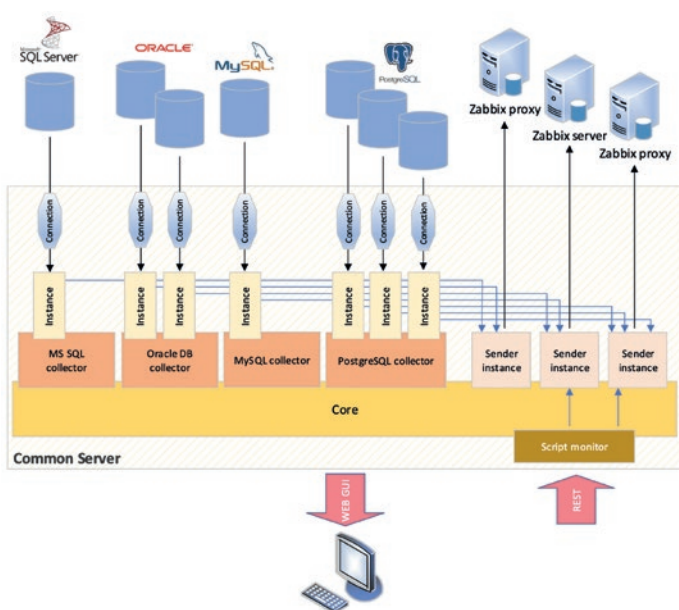 Microsoft
SQL Server
ORACLE
MySQL
PostgreSQL
Zabbix proxy
Zabbix server
Zabbix proxy
Connection
Connection
Connection
Connection
Connection
Connection
Connection
Instance
Instance
Instance
Instance
Instance
Instance
Instance
MS SQL
collector
Oracle DB
collector
MySQL collector
PostgreSQL collector
Sender
instance
Sender
instance
Sender
instance
Core
Script monitor
Common Server
WEB GUI
REST